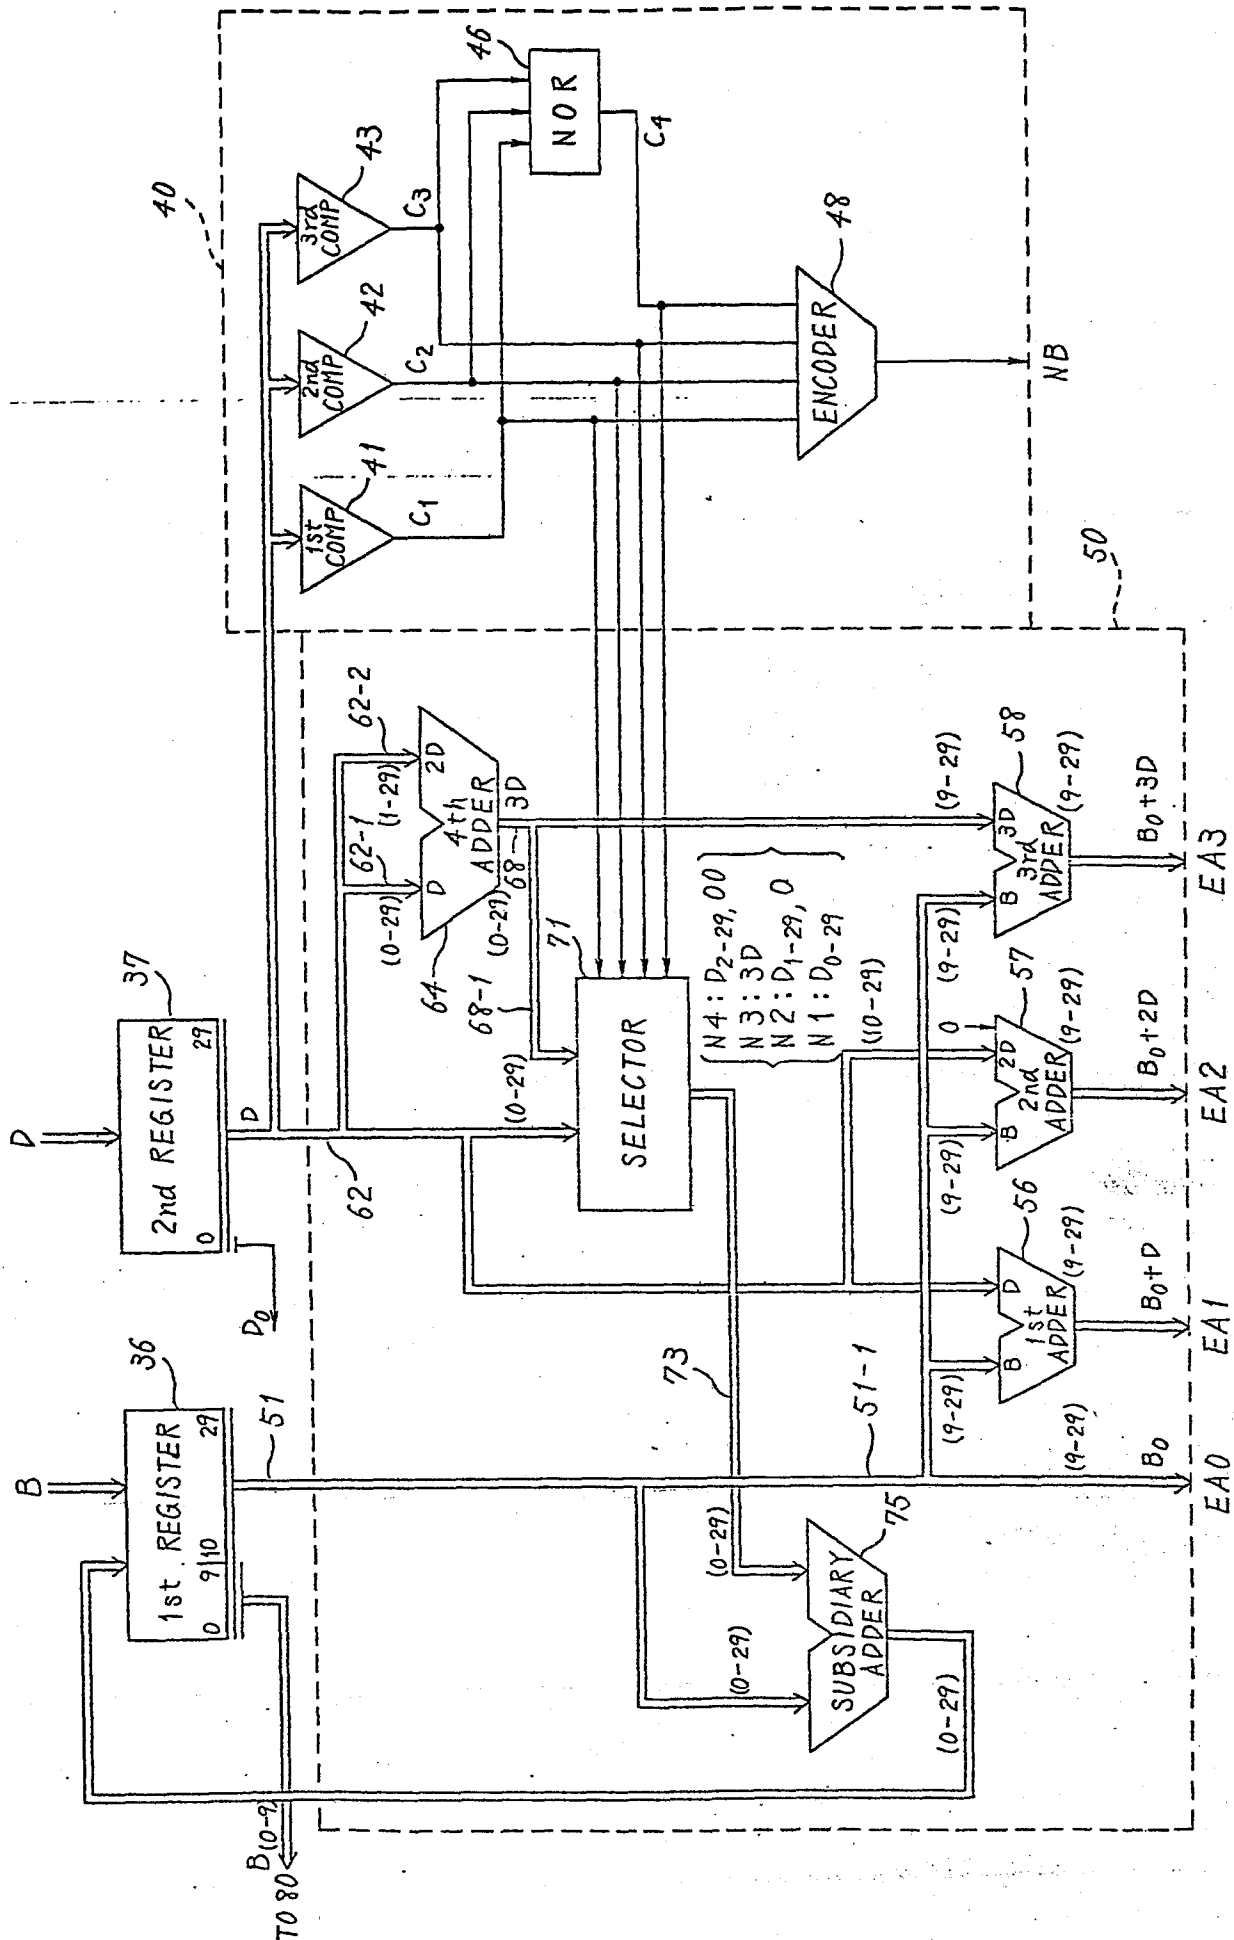 B
D
36
37
1st REGISTER
0 9|10 29
2nd REGISTER
0 29
B(0-9)
TO 80
D0
51
D
62
40
1st COMP
41
2nd COMP
42
3rd COMP
43
C1
C2
C3
46
NOR
C4
ENCODER
48
NB
50
62-1
62-2
(0-29)
(1-29)
D
2D
4th ADDER
64
(0-29)
3D
68
68-1
(0-29)
(0-29)
71
SELECTOR
N4: D2-29, 00
N3: 3D
N2: D1-29, 0
N1: D0-29
73
51-1
(0-29)
(0-29)
SUBSIDIARY ADDER
75
(0-29)
(10-29)
(9-29)
(9-29)
(9-29)
(9-29)
0
B
D
1st ADDER
56
B
2D
2nd ADDER
57
B
3D
3rd ADDER
58
(9-29)
(9-29)
(9-29)
(9-29)
B0
B0+D
B0+2D
B0+3D
EA0
EA1
EA2
EA3